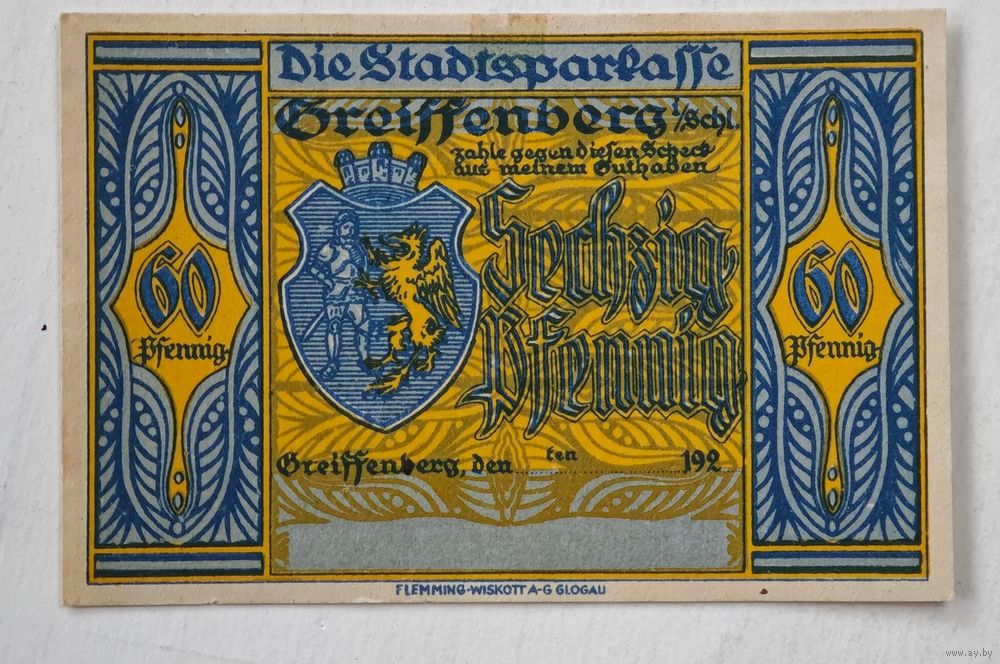 Die Stadtsparkasse
Greiffenberg i/Schl.
zahle gegen diesen Scheck
aus meinem Guthaben
Sechzig
Pfennig
60
Pfennig
60
Pfennig
Greiffenberg, den ten 192
FLEMMING-WISKOTT A-G GLOGAU
www.ay.by